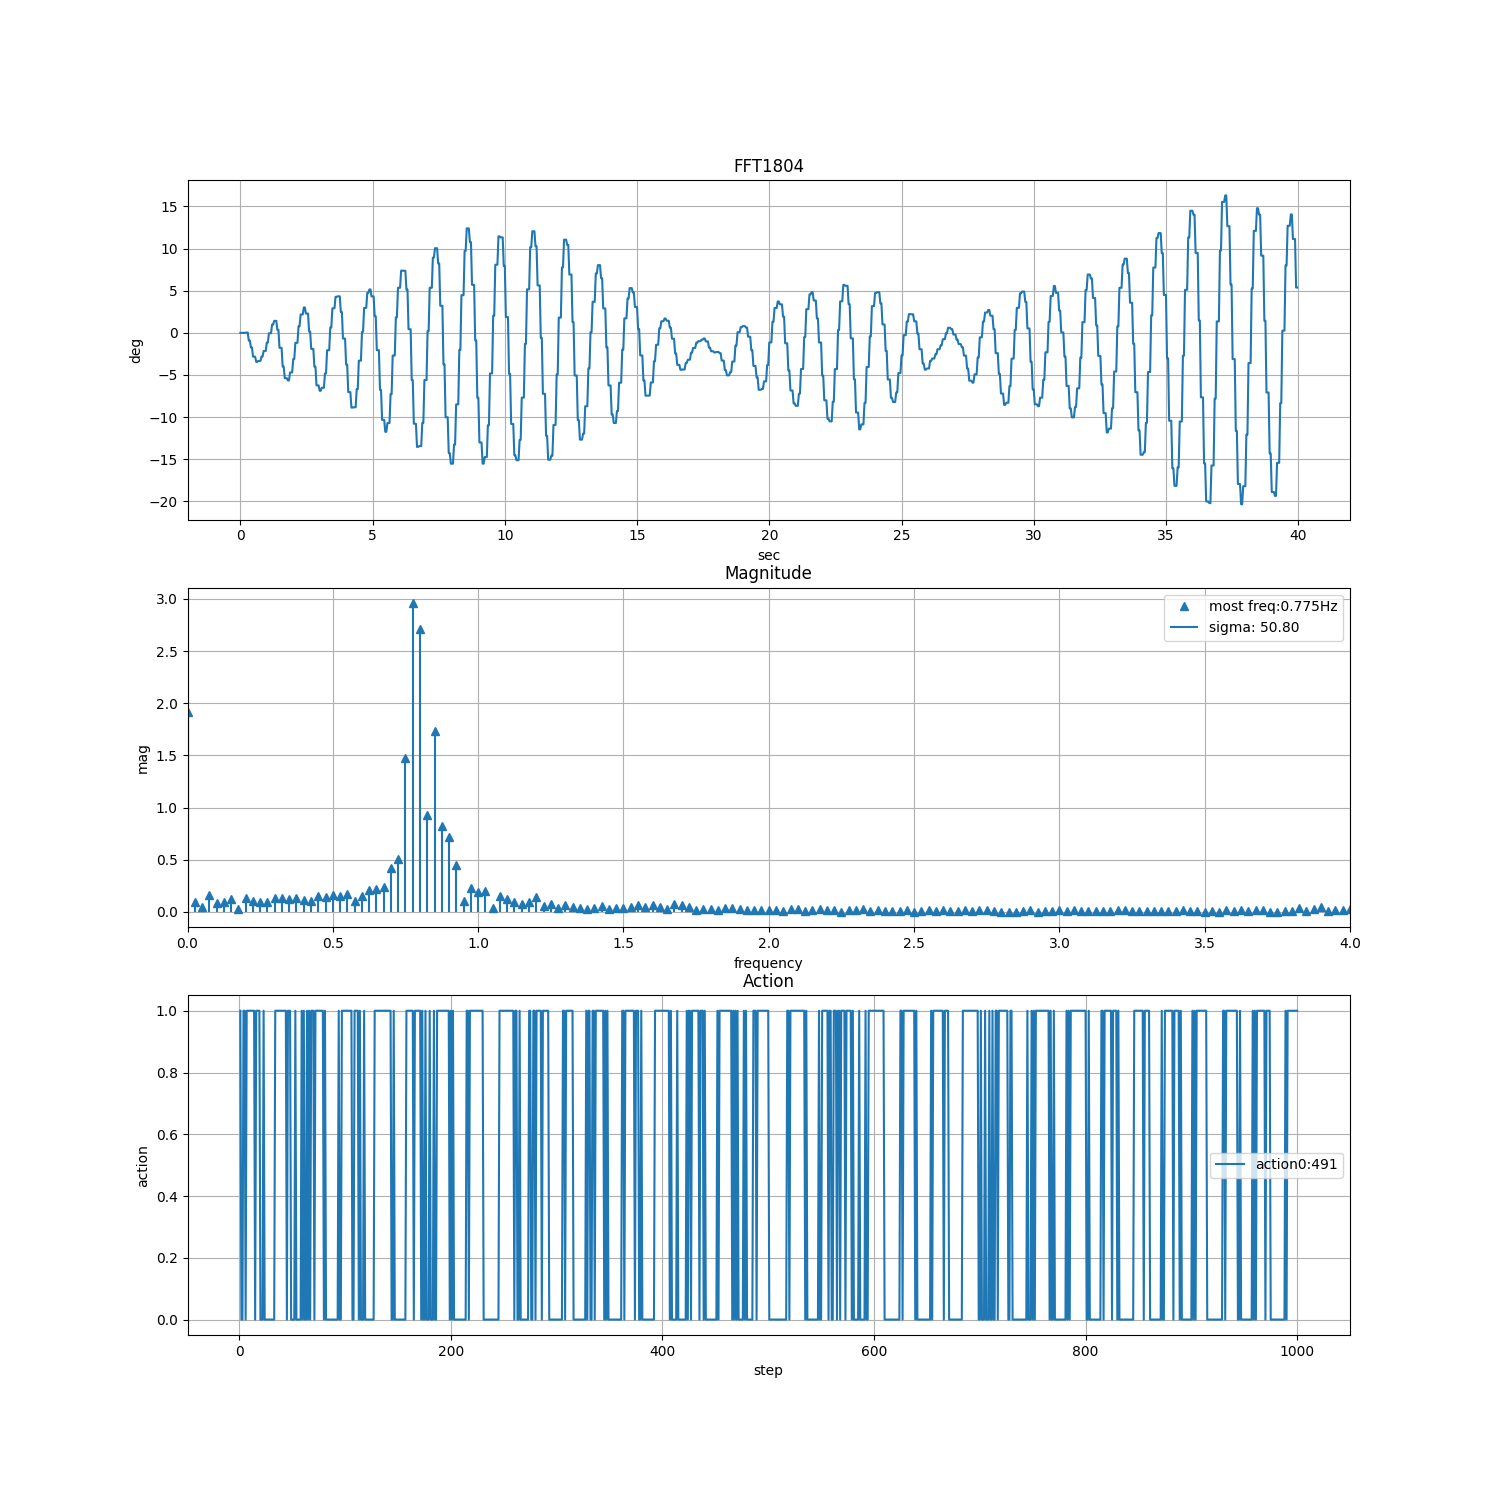 FFT1804
15
10
5
0
−5
−10
−15
−20
deg
0 5 10 15 20 25 30 35 40
sec
Magnitude
3.0
2.5
2.0
1.5
1.0
0.5
0.0
mag
most freq:0.775Hz
sigma: 50.80
0.0 0.5 1.0 1.5 2.0 2.5 3.0 3.5 4.0
frequency
Action
1.0
0.8
0.6
0.4
0.2
0.0
action
action0:491
0 200 400 600 800 1000
step